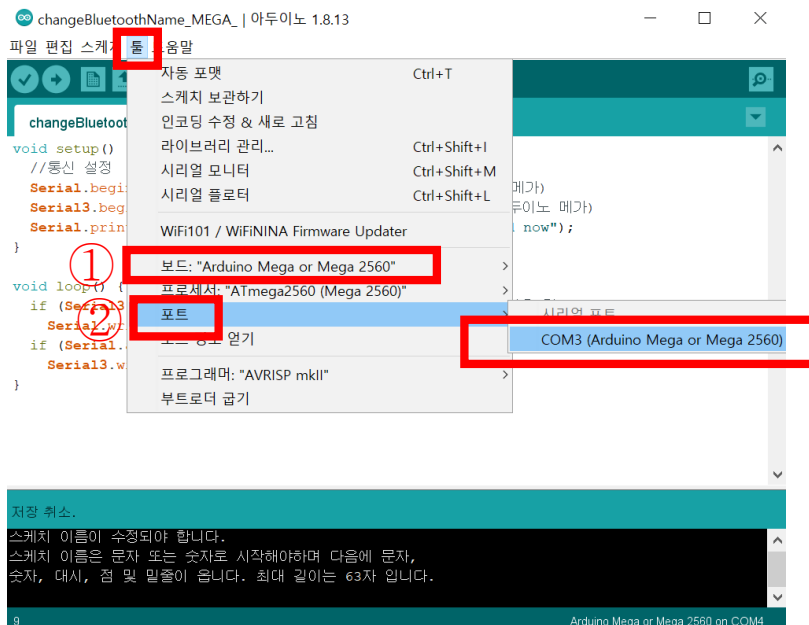 changeBluetoothName_MEGA_ | 아두이노 1.8.13
파일 편집 스케치 툴 도움말
changeBluetoot
자동 포맷 Ctrl+T
스케치 보관하기
인코딩 수정 & 새로 고침
라이브러리 관리... Ctrl+Shift+I
시리얼 모니터 Ctrl+Shift+M
시리얼 플로터 Ctrl+Shift+L
WiFi101 / WiFiNINA Firmware Updater
① 보드: "Arduino Mega or Mega 2560"
프로세서: "ATmega2560 (Mega 2560)"
② 포트
시리얼 포트
COM3 (Arduino Mega or Mega 2560)
보드 정보 얻기
프로그래머: "AVRISP mkII"
부트로더 굽기
void setup()
//통신 설정
Serial.begi 메가)
Serial3.beg 두이노 메가)
Serial.prin now");
}
void loop() {
if (Serial3
Serial.wr
if (Serial.
Serial3.w
}
저장 취소.
스케치 이름이 수정되야 합니다.
스케치 이름은 문자 또는 숫자로 시작해야하며 다음에 문자,
숫자, 대시, 점 및 밑줄이 옵니다. 최대 길이는 63자 입니다.
9 Arduino Mega or Mega 2560 on COM4